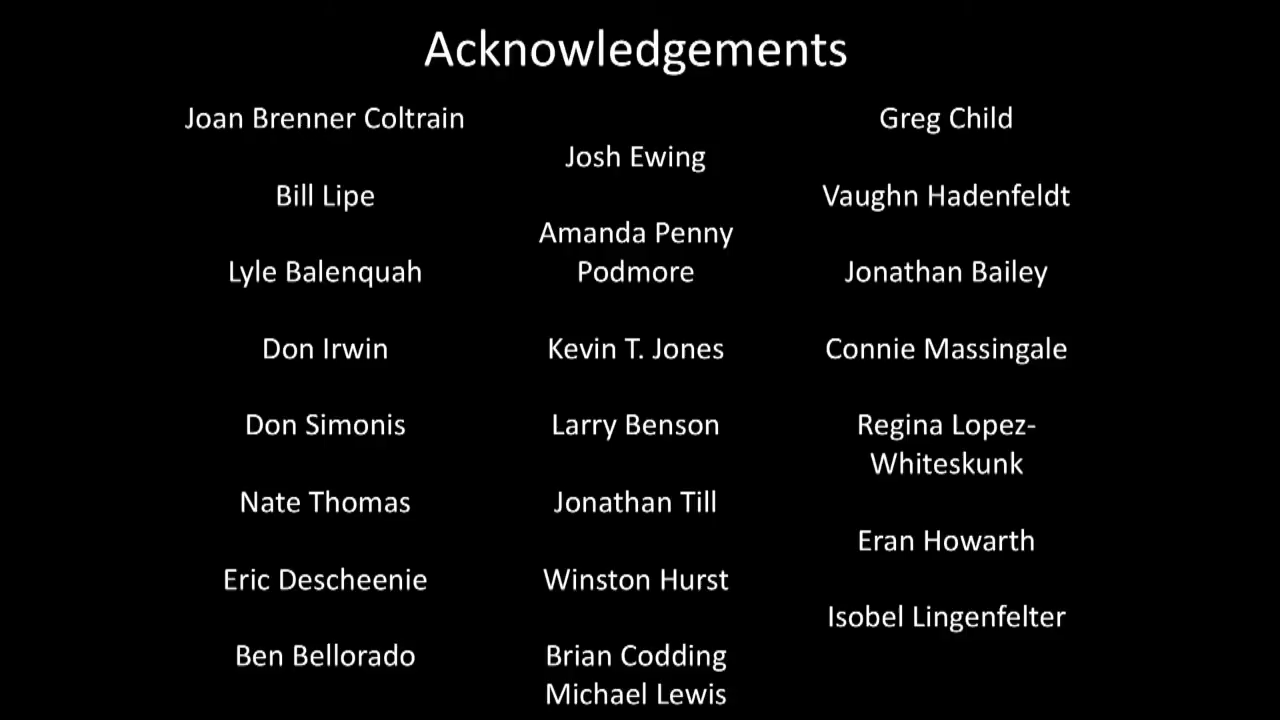 Acknowledgements
Joan Brenner Coltrain
Bill Lipe
Lyle Balenquah
Don Irwin
Don Simonis
Nate Thomas
Eric Descheenie
Ben Bellorado
Josh Ewing
Amanda Penny
Podmore
Kevin T. Jones
Larry Benson
Jonathan Till
Winston Hurst
Brian Codding
Michael Lewis
Greg Child
Vaughn Hadenfeldt
Jonathan Bailey
Connie Massingale
Regina Lopez-
Whiteskunk
Eran Howarth
Isobel Lingenfelter